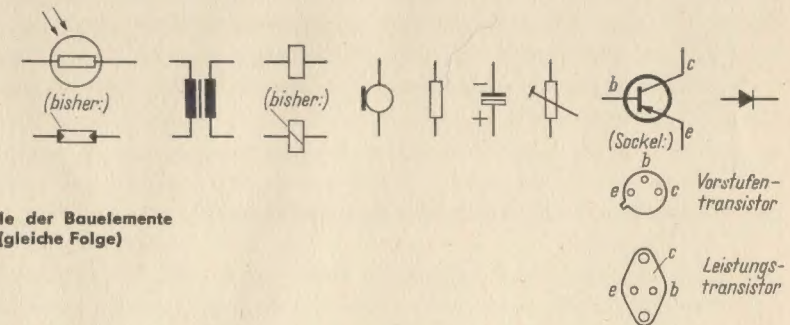 c
(bisher:)
(bisher:)
b
−
+
e
(Sockel:)
b
e
c
Vorstufen-
transistor
le der Bauelemente
(gleiche Folge)
c
e
b
Leistungs-
transistor